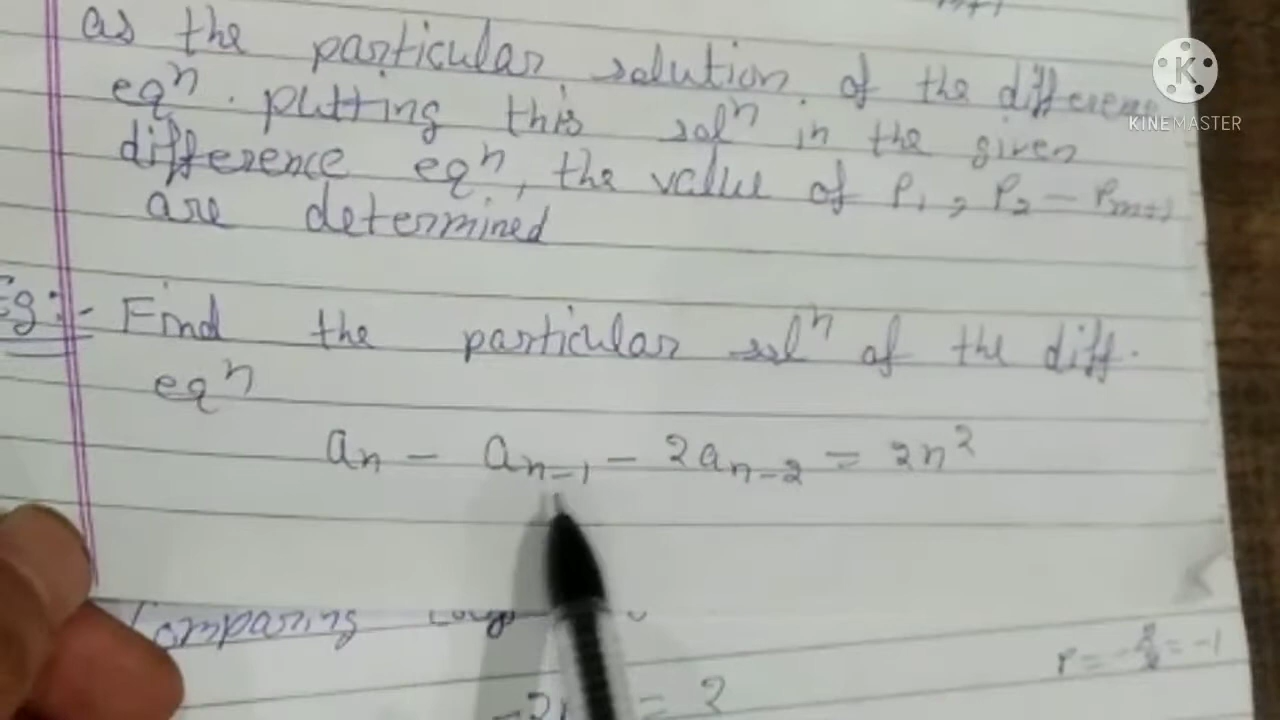 as the particular solution of the difference
eqⁿ. putting this solⁿ in the given
difference eqⁿ, the value of P₁, P₂ — Pₘ₊₁
are determined
Eg:- Find the particular solⁿ of the diff.
eqⁿ
aₙ - aₙ₋₁ - 2aₙ₋₂ = 2n²
Comparing
= 2
KINEMASTER